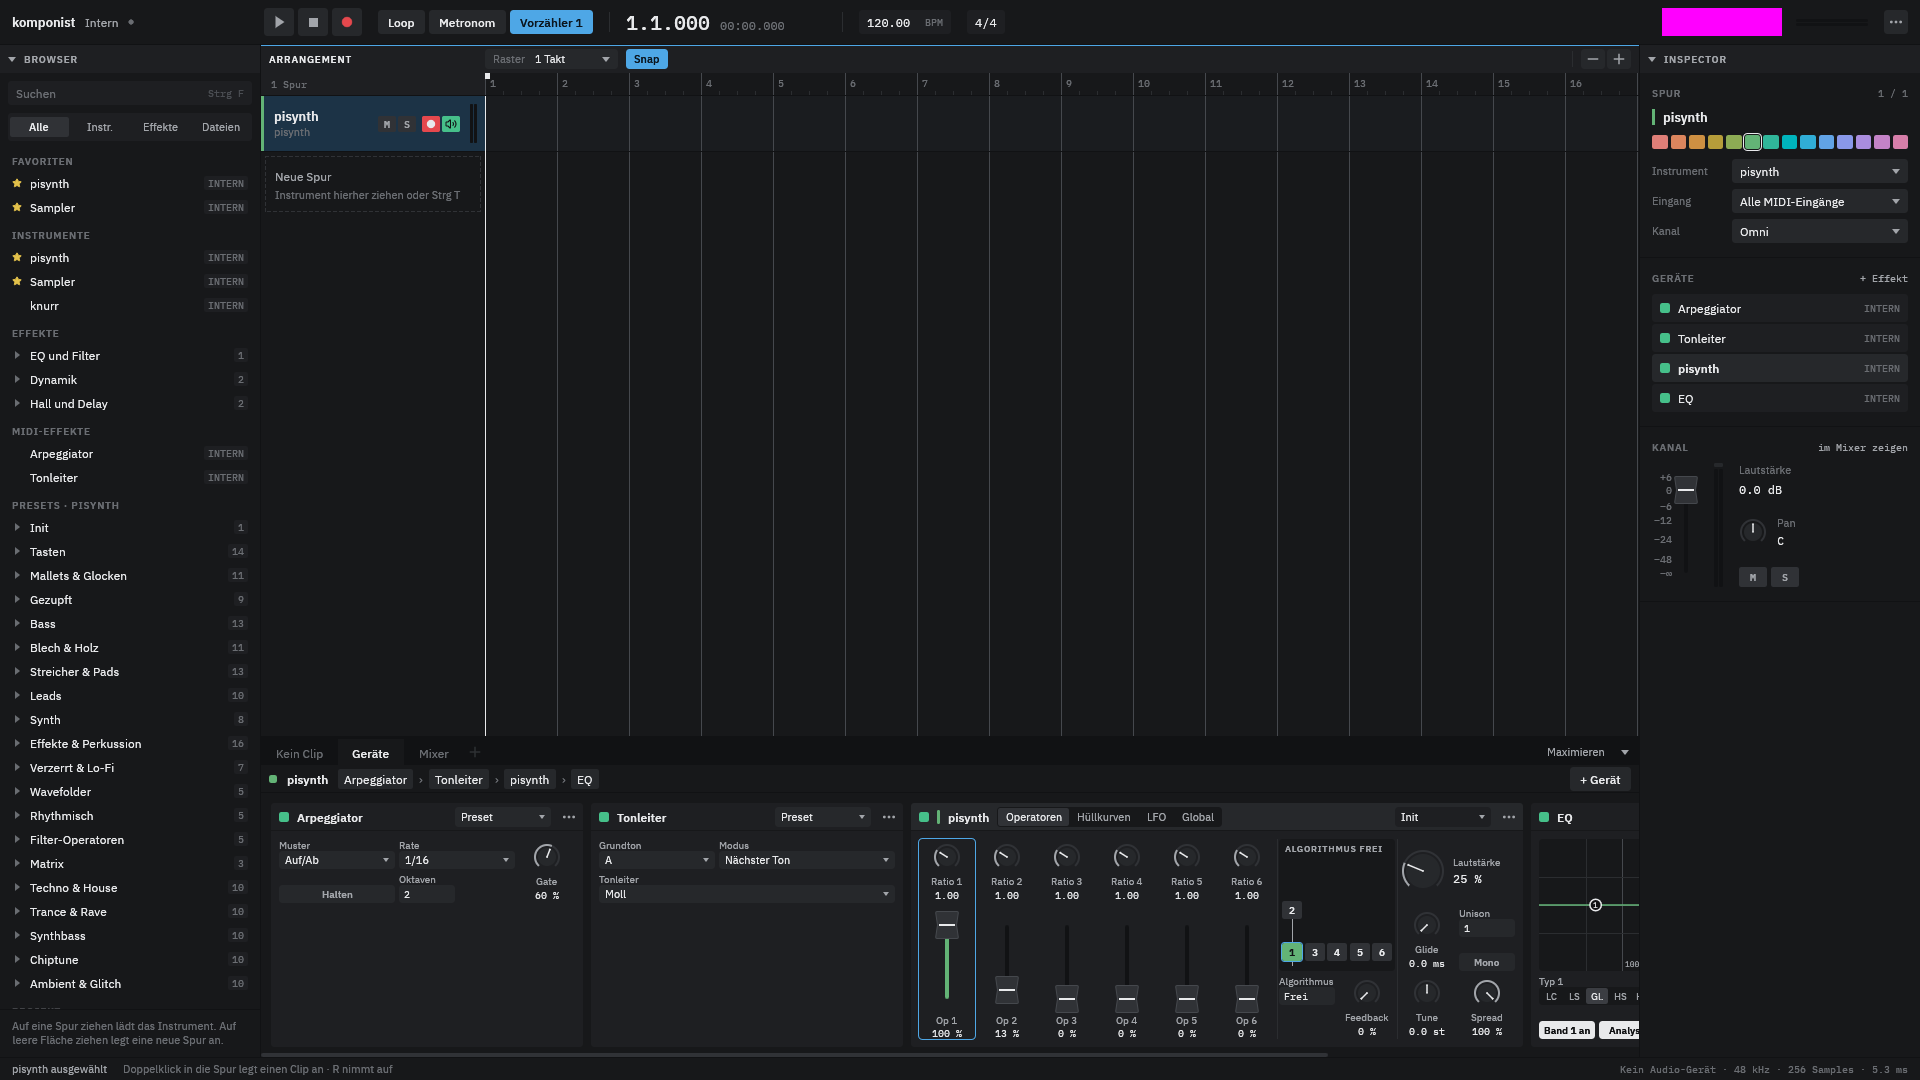 komponist Intern
Loop Metronom Vorzähler 1 1.1.000 00:00.000 120.00 BPM 4/4
BROWSER
Suchen Strg F
Alle Instr. Effekte Dateien
FAVORITEN
pisynth INTERN
Sampler INTERN
INSTRUMENTE
pisynth INTERN
Sampler INTERN
knurr INTERN
EFFEKTE
EQ und Filter 1
Dynamik 2
Hall und Delay 2
MIDI-EFFEKTE
Arpeggiator INTERN
Tonleiter INTERN
PRESETS · PISYNTH
Init 1
Tasten 14
Mallets & Glocken 11
Gezupft 9
Bass 13
Blech & Holz 11
Streicher & Pads 13
Leads 10
Synth 8
Effekte & Perkussion 16
Verzerrt & Lo-Fi 7
Wavefolder 5
Rhythmisch 5
Filter-Operatoren 5
Matrix 3
Techno & House 10
Trance & Rave 10
Synthbass 10
Chiptune 10
Ambient & Glitch 10
Auf eine Spur ziehen lädt das Instrument. Auf
leere Fläche ziehen legt eine neue Spur an.
ARRANGEMENT Raster 1 Takt Snap
1 Spur 1 2 3 4 5 6 7 8 9 10 11 12 13 14 15 16
pisynth
pisynth M S
Neue Spur
Instrument hierher ziehen oder Strg T
Kein Clip Geräte Mixer + Maximieren
pisynth Arpeggiator › Tonleiter › pisynth › EQ + Gerät
Arpeggiator Preset
Muster Rate
Auf/Ab 1/16
Oktaven Gate
Halten 2 60 %
Tonleiter Preset
Grundton Modus
A Nächster Ton
Tonleiter
Moll
pisynth Operatoren Hüllkurven LFO Global Init
Ratio 1 Ratio 2 Ratio 3 Ratio 4 Ratio 5 Ratio 6
1.00 1.00 1.00 1.00 1.00 1.00
Op 1 Op 2 Op 3 Op 4 Op 5 Op 6
100 % 13 % 0 % 0 % 0 % 0 %
ALGORITHMUS FREI
2
1 3 4 5 6
Algorithmus
Frei
Feedback
0 %
Lautstärke
25 %
Unison
1
Glide
0.0 ms
Mono
Tune Spread
0.0 st 100 %
EQ
1
100
Typ 1
LC LS GL HS
Band 1 an Analys
INSPECTOR
SPUR 1 / 1
pisynth
Instrument pisynth
Eingang Alle MIDI-Eingänge
Kanal Omni
GERÄTE + Effekt
Arpeggiator INTERN
Tonleiter INTERN
pisynth INTERN
EQ INTERN
KANAL im Mixer zeigen
+6
0
−6
−12
−24
−48
−∞
Lautstärke
0.0 dB
Pan
C
M S
pisynth ausgewählt Doppelklick in die Spur legt einen Clip an · R nimmt auf
Kein Audio-Gerät · 48 kHz · 256 Samples · 5.3 ms